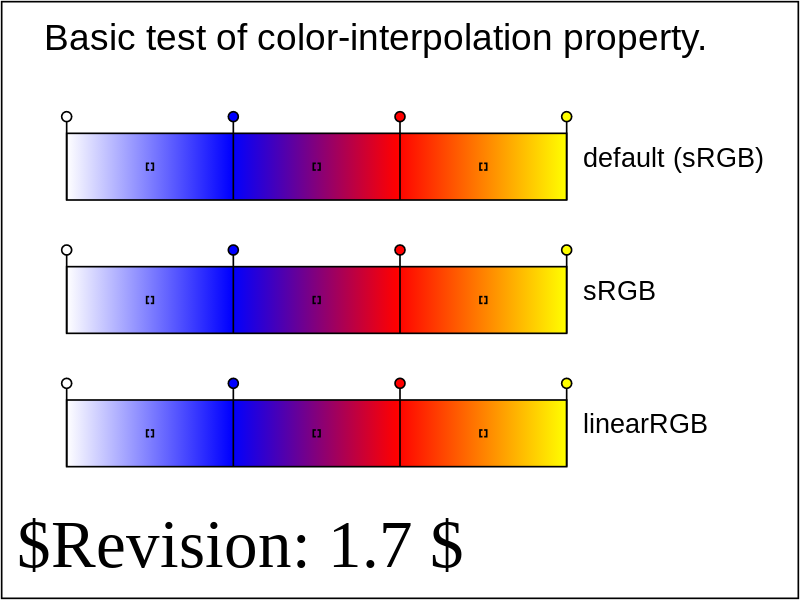 Basic test of color-interpolation property.
default (sRGB)
sRGB
linearRGB
$Revision: 1.7 $